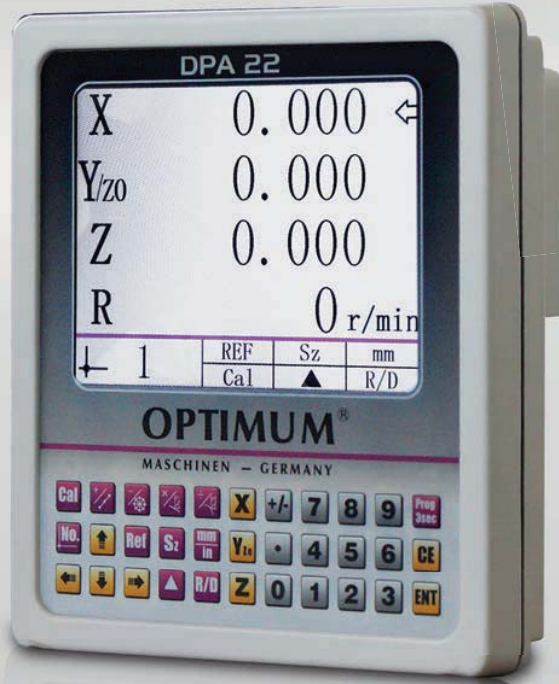 DPA 22
X 0.000
Y/Z0 0.000
Z 0.000
R 0 r/min
1 REF Sz mm
Cal ▲ R/D
OPTIMUM®
MASCHINEN – GERMANY
Cal X +/- 7 8 9 Prog 3sec
No. Ref Sz mm in YZ0 • 4 5 6 CE
R/D Z 0 1 2 3 ENT